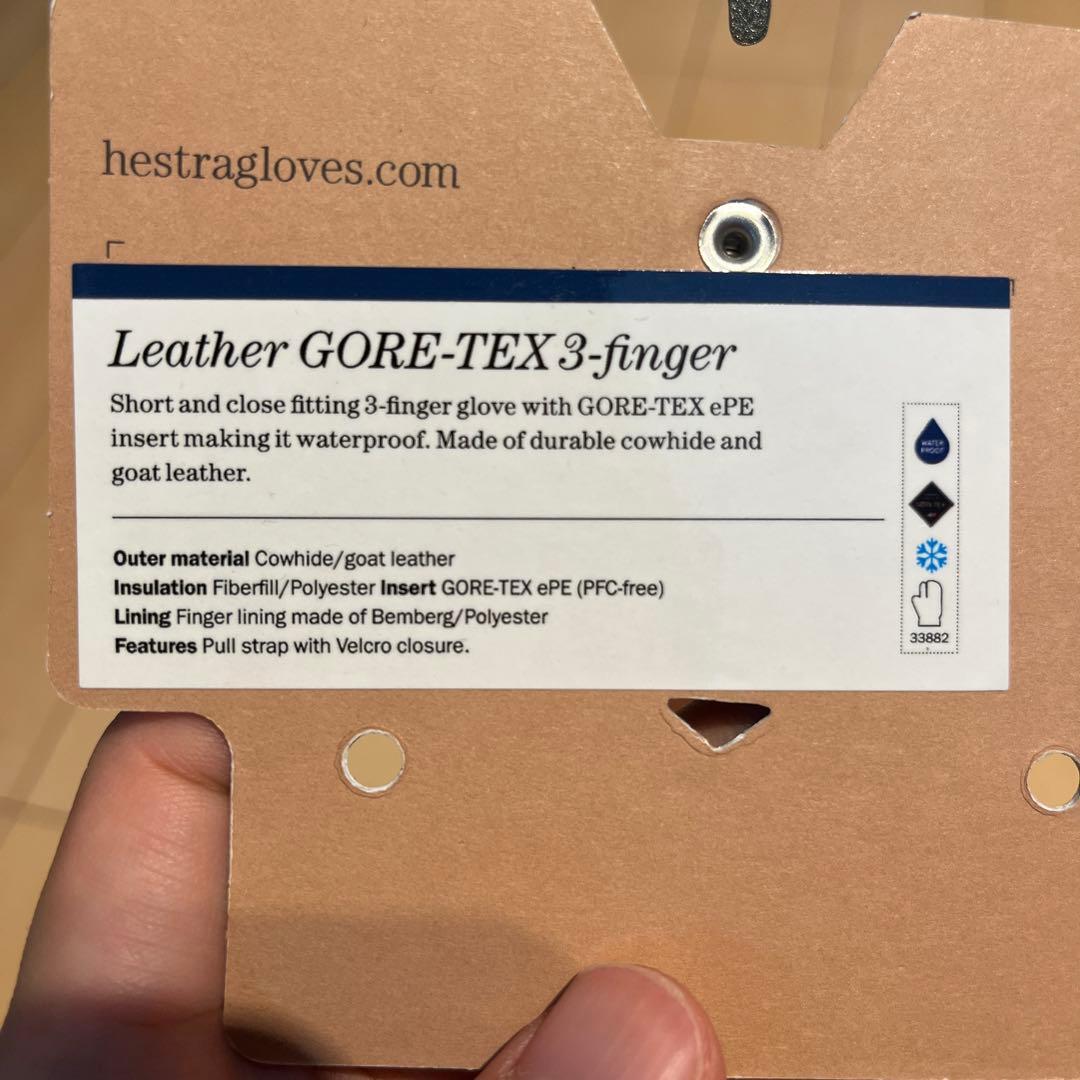 hestragloves.com
Leather GORE-TEX 3-finger
Short and close fitting 3-finger glove with GORE-TEX ePE
insert making it waterproof. Made of durable cowhide and
goat leather.
Outer material Cowhide/goat leather
Insulation Fiberfill/Polyester Insert GORE-TEX ePE (PFC-free)
Lining Finger lining made of Bemberg/Polyester
Features Pull strap with Velcro closure.
WATER
PROOF
33882